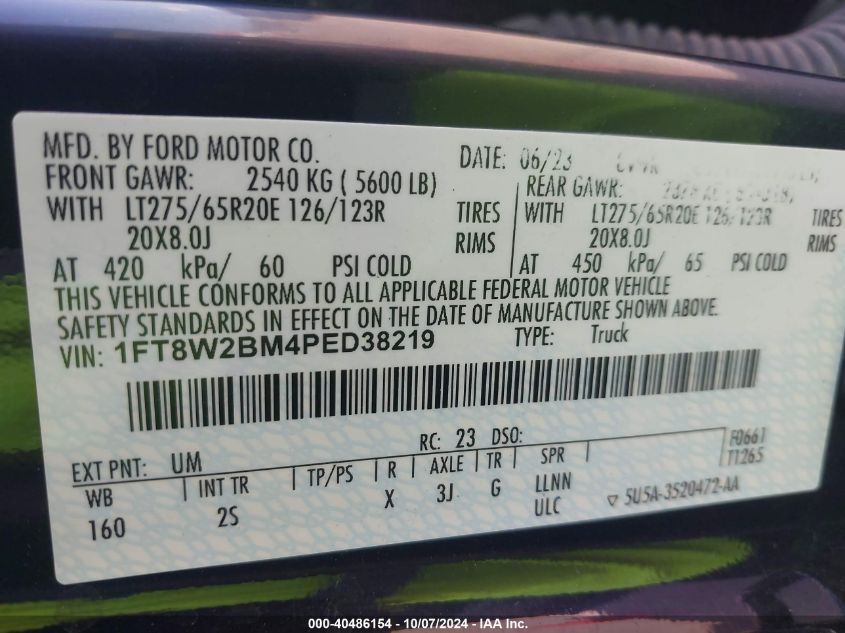 MFD. BY FORD MOTOR CO. DATE: 06/23
FRONT GAWR: 2540 KG ( 5600 LB) REAR GAWR:
WITH LT275/65R20E 126/123R TIRES WITH LT275/65R20E 126/123R TIRES
20X8.0J RIMS 20X8.0J RIMS
AT 420 kPa/ 60 PSI COLD AT 450 kPa/ 65 PSI COLD
THIS VEHICLE CONFORMS TO ALL APPLICABLE FEDERAL MOTOR VEHICLE
SAFETY STANDARDS IN EFFECT ON THE DATE OF MANUFACTURE SHOWN ABOVE.
VIN: 1FT8W2BM4PED38219 TYPE: Truck
RC: 23 DSO: F0661
EXT PNT: UM T1265
WB INT TR TP/PS R AXLE TR SPR
160 2S X 3J G LLNN
ULC ▽ 5U5A-3520472-AA
000-40486154 - 10/07/2024 - IAA Inc.